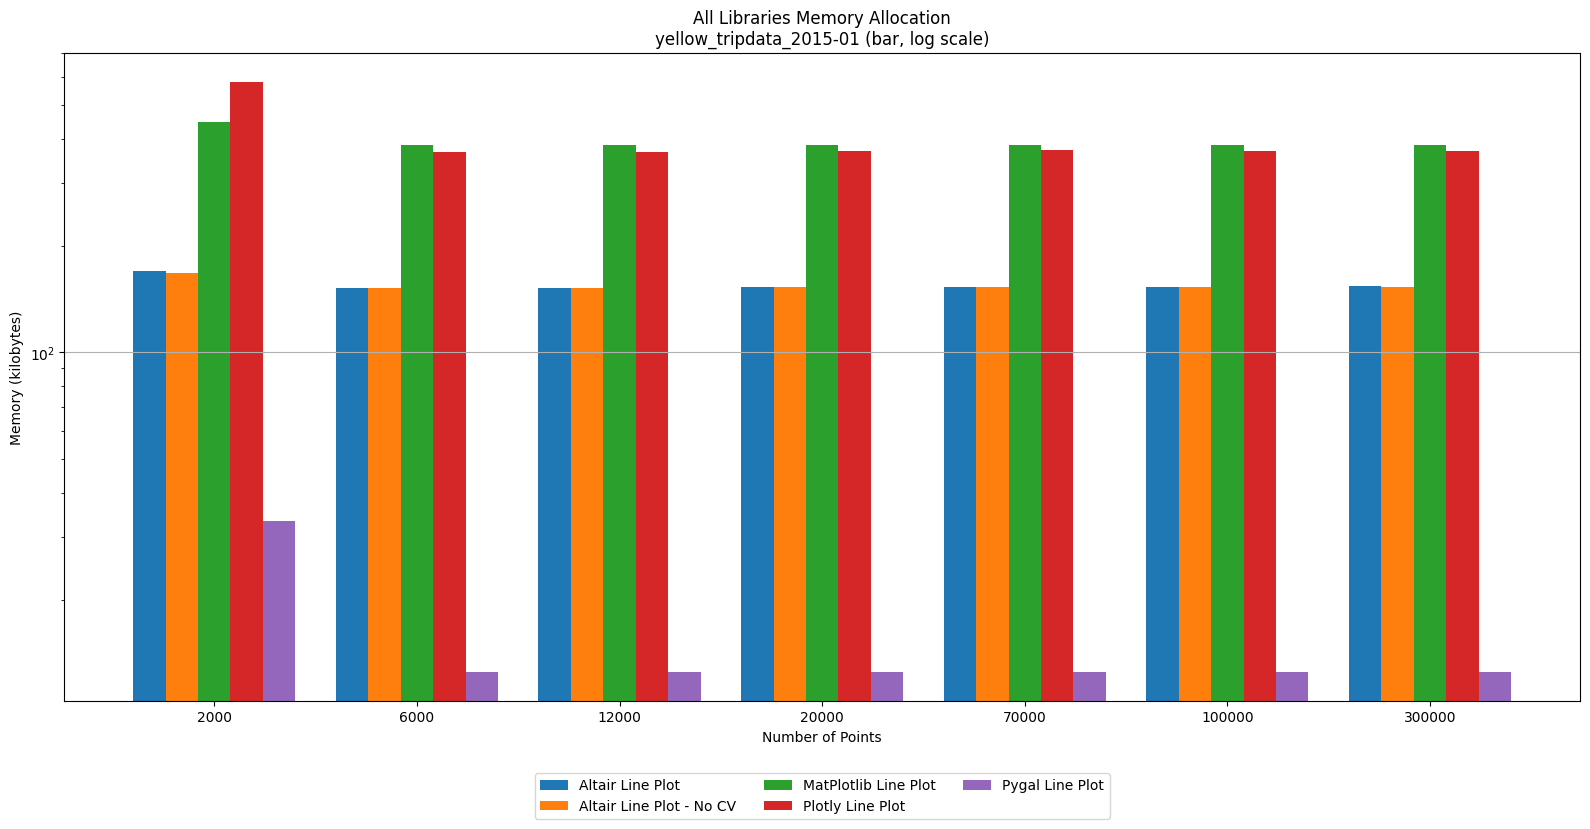 All Libraries Memory Allocation
yellow_tripdata_2015-01 (bar, log scale)
Memory (kilobytes)
10²
2000 6000 12000 20000 70000 100000 300000
Number of Points
Altair Line Plot MatPlotlib Line Plot Pygal Line Plot
Altair Line Plot - No CV Plotly Line Plot